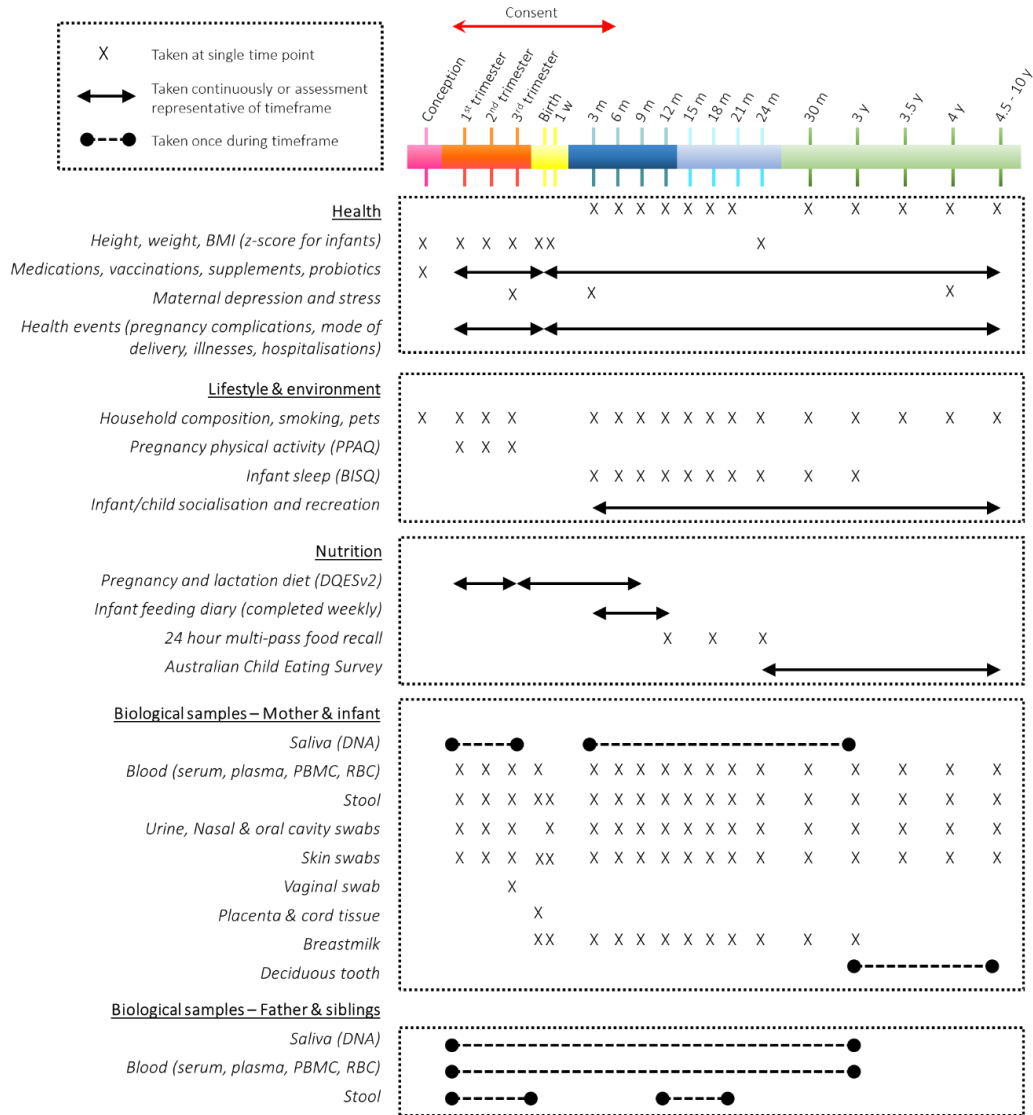 Consent
X Taken at single time point
Taken continuously or assessment
representative of timeframe
Taken once during timeframe
Conception
1st trimester
2nd trimester
3rd trimester
Birth
1 w
3 m
6 m
9 m
12 m
15 m
18 m
21 m
24 m
30 m
3 y
3.5 y
4 y
4.5 - 10 y
Health X X X X X X X X X X X X
Height, weight, BMI (z-score for infants) X X X X X X X
Medications, vaccinations, supplements, probiotics X
Maternal depression and stress X X X
Health events (pregnancy complications, mode of
delivery, illnesses, hospitalisations)
Lifestyle & environment
Household composition, smoking, pets X X X X X X X X X X X X X X X X X
Pregnancy physical activity (PPAQ) X X X
Infant sleep (BISQ) X X X X X X X X X X
Infant/child socialisation and recreation
Nutrition
Pregnancy and lactation diet (DQESv2)
Infant feeding diary (completed weekly)
24 hour multi-pass food recall X X X
Australian Child Eating Survey
Biological samples – Mother & infant
Saliva (DNA)
Blood (serum, plasma, PBMC, RBC) X X X X X X X X X X X X X X X X X
Stool X X X X X X X X X X X X X X X X X X
Urine, Nasal & oral cavity swabs X X X X X X X X X X X X X X X X X
Skin swabs X X X X X X X X X X X X X X X X X X
Vaginal swab X
Placenta & cord tissue X
Breastmilk X X X X X X X X X X X X
Deciduous tooth
Biological samples – Father & siblings
Saliva (DNA)
Blood (serum, plasma, PBMC, RBC)
Stool